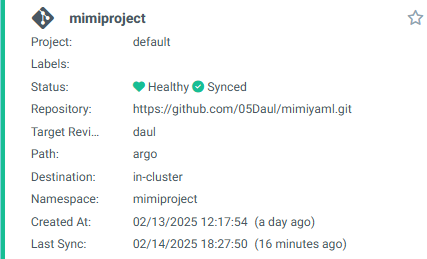 mimiproject
Project: default
Labels:
Status: Healthy Synced
Repository: https://github.com/05Daul/mimiyaml.git
Target Revi... daul
Path: argo
Destination: in-cluster
Namespace: mimiproject
Created At: 02/13/2025 12:17:54 (a day ago)
Last Sync: 02/14/2025 18:27:50 (16 minutes ago)